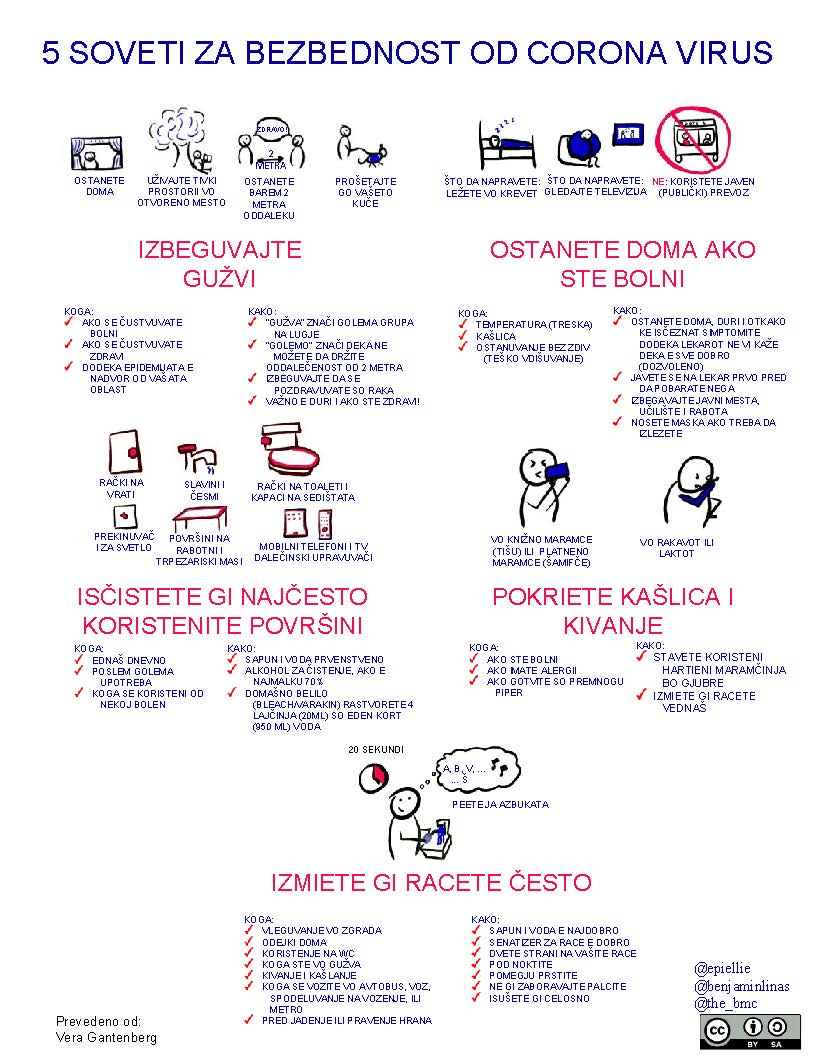 5 SOVETI ZA BEZBEDNOST OD CORONA VIRUS
OSTANETE
DOMA
UŽIVAJTE TIVKI
PROSTORII VO
OTVORENO MESTO
ZDRAVO!
2
METRA
OSTANETE
BAREM 2
METRA
ODDALEKU
PROŠETAJTE
GO VAŠETO
KUČE
ZZZZ
ŠTO DA NAPRAVETE:
LEŽETE VO KREVET
ŠTO DA NAPRAVETE:
GLEDAJTE TELEVIZIJA
NE: KORISTETE JAVEN
(PUBLIČKI) PREVOZ
IZBEGUVAJTE
GUŽVI
KOGA:
✓ AKO SE ČUSTVUVATE
BOLNI
✓ AKO SE ČUSTVUVATE
ZDRAVI
✓ DODEKA EPIDEMIJATA E
NADVOR OD VAŠATA
OBLAST
KAKO:
✓ "GUŽVA" ZNAČI GOLEMA GRUPA
NA LUGJE
✓ "GOLEMO" ZNAČI DEKA NE
MOŽETE DA DRŽITE
ODDALEČENOST OD 2 METRA
✓ IZBEGUVAJTE DA SE
POZDRAVUVATE SO RAKA
✓ VAŽNO E DURI I AKO STE ZDRAVI!
OSTANETE DOMA AKO
STE BOLNI
KOGA:
✓ TEMPERATURA (TRESKA)
✓ KAŠLICA
✓ OSTANUVANJE BEZ ZDIV
(TEŠKO VDIŠUVANJE)
KAKO:
✓ OSTANETE DOMA, DURI I OTKAKO
KE IŠČEZNAT SIMPTOMITE
DODEKA LEKAROT NE VI KAŽE
DEKA E SVE DOBRO
(DOZVOLENO)
✓ JAVETE SE NA LEKAR PRVO PRED
DA POBARATE NEGA
✓ IZBEGAVAJTE JAVNI MESTA,
UČILIŠTE I RABOTA
✓ NOSETE MASKA AKO TREBA DA
IZLEZETE
RAČKI NA
VRATI
SLAVINI I
ČESMI
RAČKI NA TOALETI I
KAPACI NA SEDIŠTATA
PREKINUVAČ
I ZA SVETLO
POVRŠINI NA
RABOTNI I
TRPEZARISKI MASI
MOBILNI TELEFONI I TV
DALEČINSKI UPRAVUVAČI
ISČISTETE GI NAJČESTO
KORISTENITE POVRŠINI
KOGA:
✓ EDNAŠ DNEVNO
✓ POSLEM GOLEMA
UPOTREBA
✓ KOGA SE KORISTENI OD
NEKOJ BOLEN
KAKO:
✓ SAPUN I VODA PRVENSTVENO
✓ ALKOHOL ZA ČISTENJE, AKO E
NAJMALKU 70%
✓ DOMAŠNO BELILO
(BLEACH/VARAKIN) RASTVORETE 4
LAJČINJA (20ML) SO EDEN KORT
(950 ML) VODA
VO KNIŽNO MARAMCE
(TIŠU) ILI PLATNENO
MARAMCE (ŠAMIFČE)
VO RAKAVOT ILI
LAKTOT
POKRIETE KAŠLICA I
KIVANJE
KOGA:
✓ AKO STE BOLNI
✓ AKO IMATE ALERGII
✓ AKO GOTVITE SO PREMNOGU
PIPER
KAKO:
✓ STAVETE KORISTENI
HARTIENI MARAMČINJA
BO GJUBRE
✓ IZMIETE GI RACETE
VEDNAŠ
20 SEKUNDI
A, B, V, ...
... Š
PEETE JA AZBUKATA
IZMIETE GI RACETE ČESTO
KOGA:
✓ VLEGUVANJE VO ZGRADA
✓ ODEJKI DOMA
✓ KORISTENJE NA WC
✓ KOGA STE VO GUŽVA
✓ KIVANJE I KAŠLANJE
✓ KOGA SE VOZITE VO AVTOBUS, VOZ,
SPODELUVANJE NA VOZENJE, ILI
METRO
✓ PRED JADENJE ILI PRAVENJE HRANA
KAKO:
✓ SAPUN I VODA E NAJDOBRO
✓ SENATIZER ZA RACE E DOBRO
✓ DVETE STRANI NA VAŠITE RACE
✓ POD NOKTITE
✓ POMEGJU PRSTITE
✓ NE GI ZABORAVAJTE PALCITE
✓ ISUŠETE GI CELOSNO
@epiellie
@benjaminlinas
@the_bmc
Prevedeno od:
Vera Gantenberg
CC BY SA